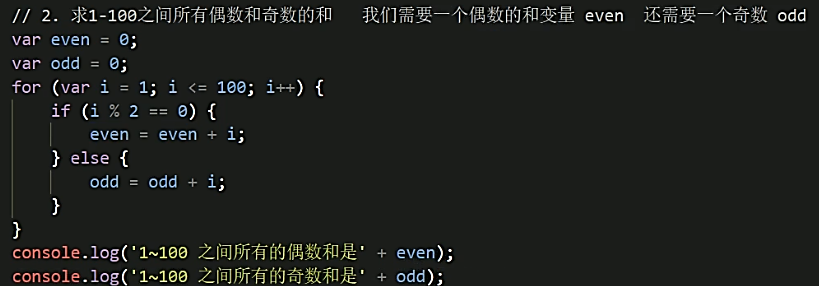 // 2. 求1-100之间所有偶数和奇数的和   我们需要一个偶数的和变量 even  还需要一个奇数 odd
var even = 0;
var odd = 0;
for (var i = 1; i <= 100; i++) {
    if (i % 2 == 0) {
        even = even + i;
    } else {
        odd = odd + i;
    }
}
console.log('1~100 之间所有的偶数和是' + even);
console.log('1~100 之间所有的奇数和是' + odd);